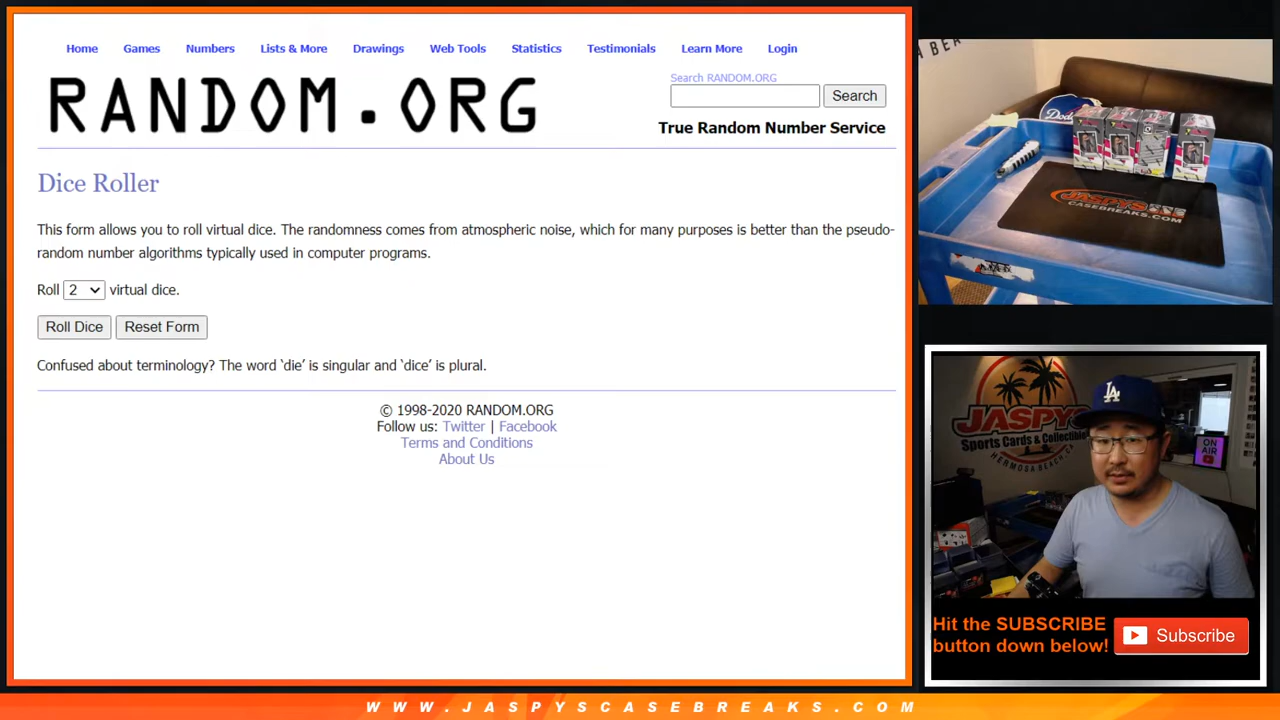 Home Games Numbers Lists & More Drawings Web Tools Statistics Testimonials Learn More Login
RANDOM.ORG
Search RANDOM.ORG
Search
True Random Number Service
Dice Roller
This form allows you to roll virtual dice. The randomness comes from atmospheric noise, which for many purposes is better than the pseudo-
random number algorithms typically used in computer programs.
Roll 2 virtual dice.
Roll Dice Reset Form
Confused about terminology? The word ‘die’ is singular and ‘dice’ is plural.
© 1998-2020 RANDOM.ORG
Follow us: Twitter | Facebook
Terms and Conditions
About Us
JASPYS
CASEBREAKS.COM
JASPYS
Sports Cards & Collectibles
HERMOSA BEACH, CA
ON
AIR
LA
Hit the SUBSCRIBE
button down below!
Subscribe
WWW.JASPYSCASEBREAKS.COM